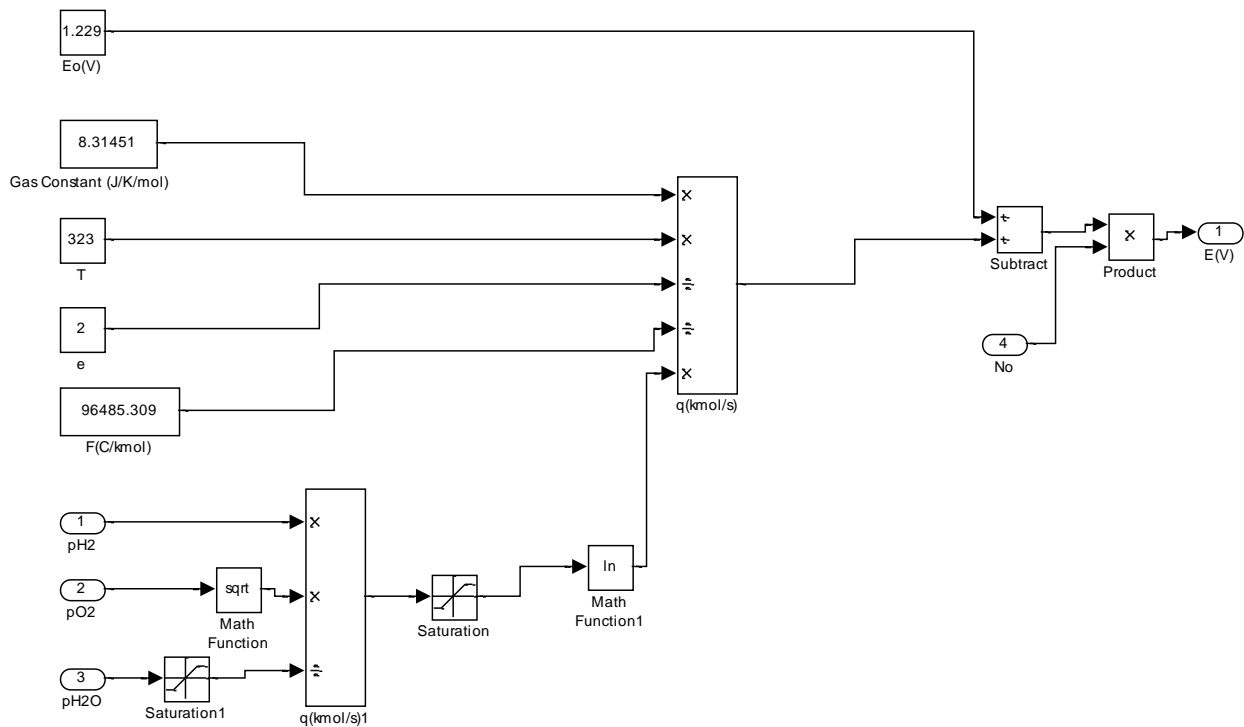 1.229
Eo(V)
8.31451
Gas Constant (J/K/mol)
323
T
2
e
96485.309
F(C/kmol)
×
×
÷
÷
×
q(kmol/s)
+
+
Subtract
×
Product
1
E(V)
4
No
1
pH2
2
pO2
sqrt
Math
Function
3
pH2O
Saturation1
×
×
÷
q(kmol/s)1
Saturation
ln
Math
Function1